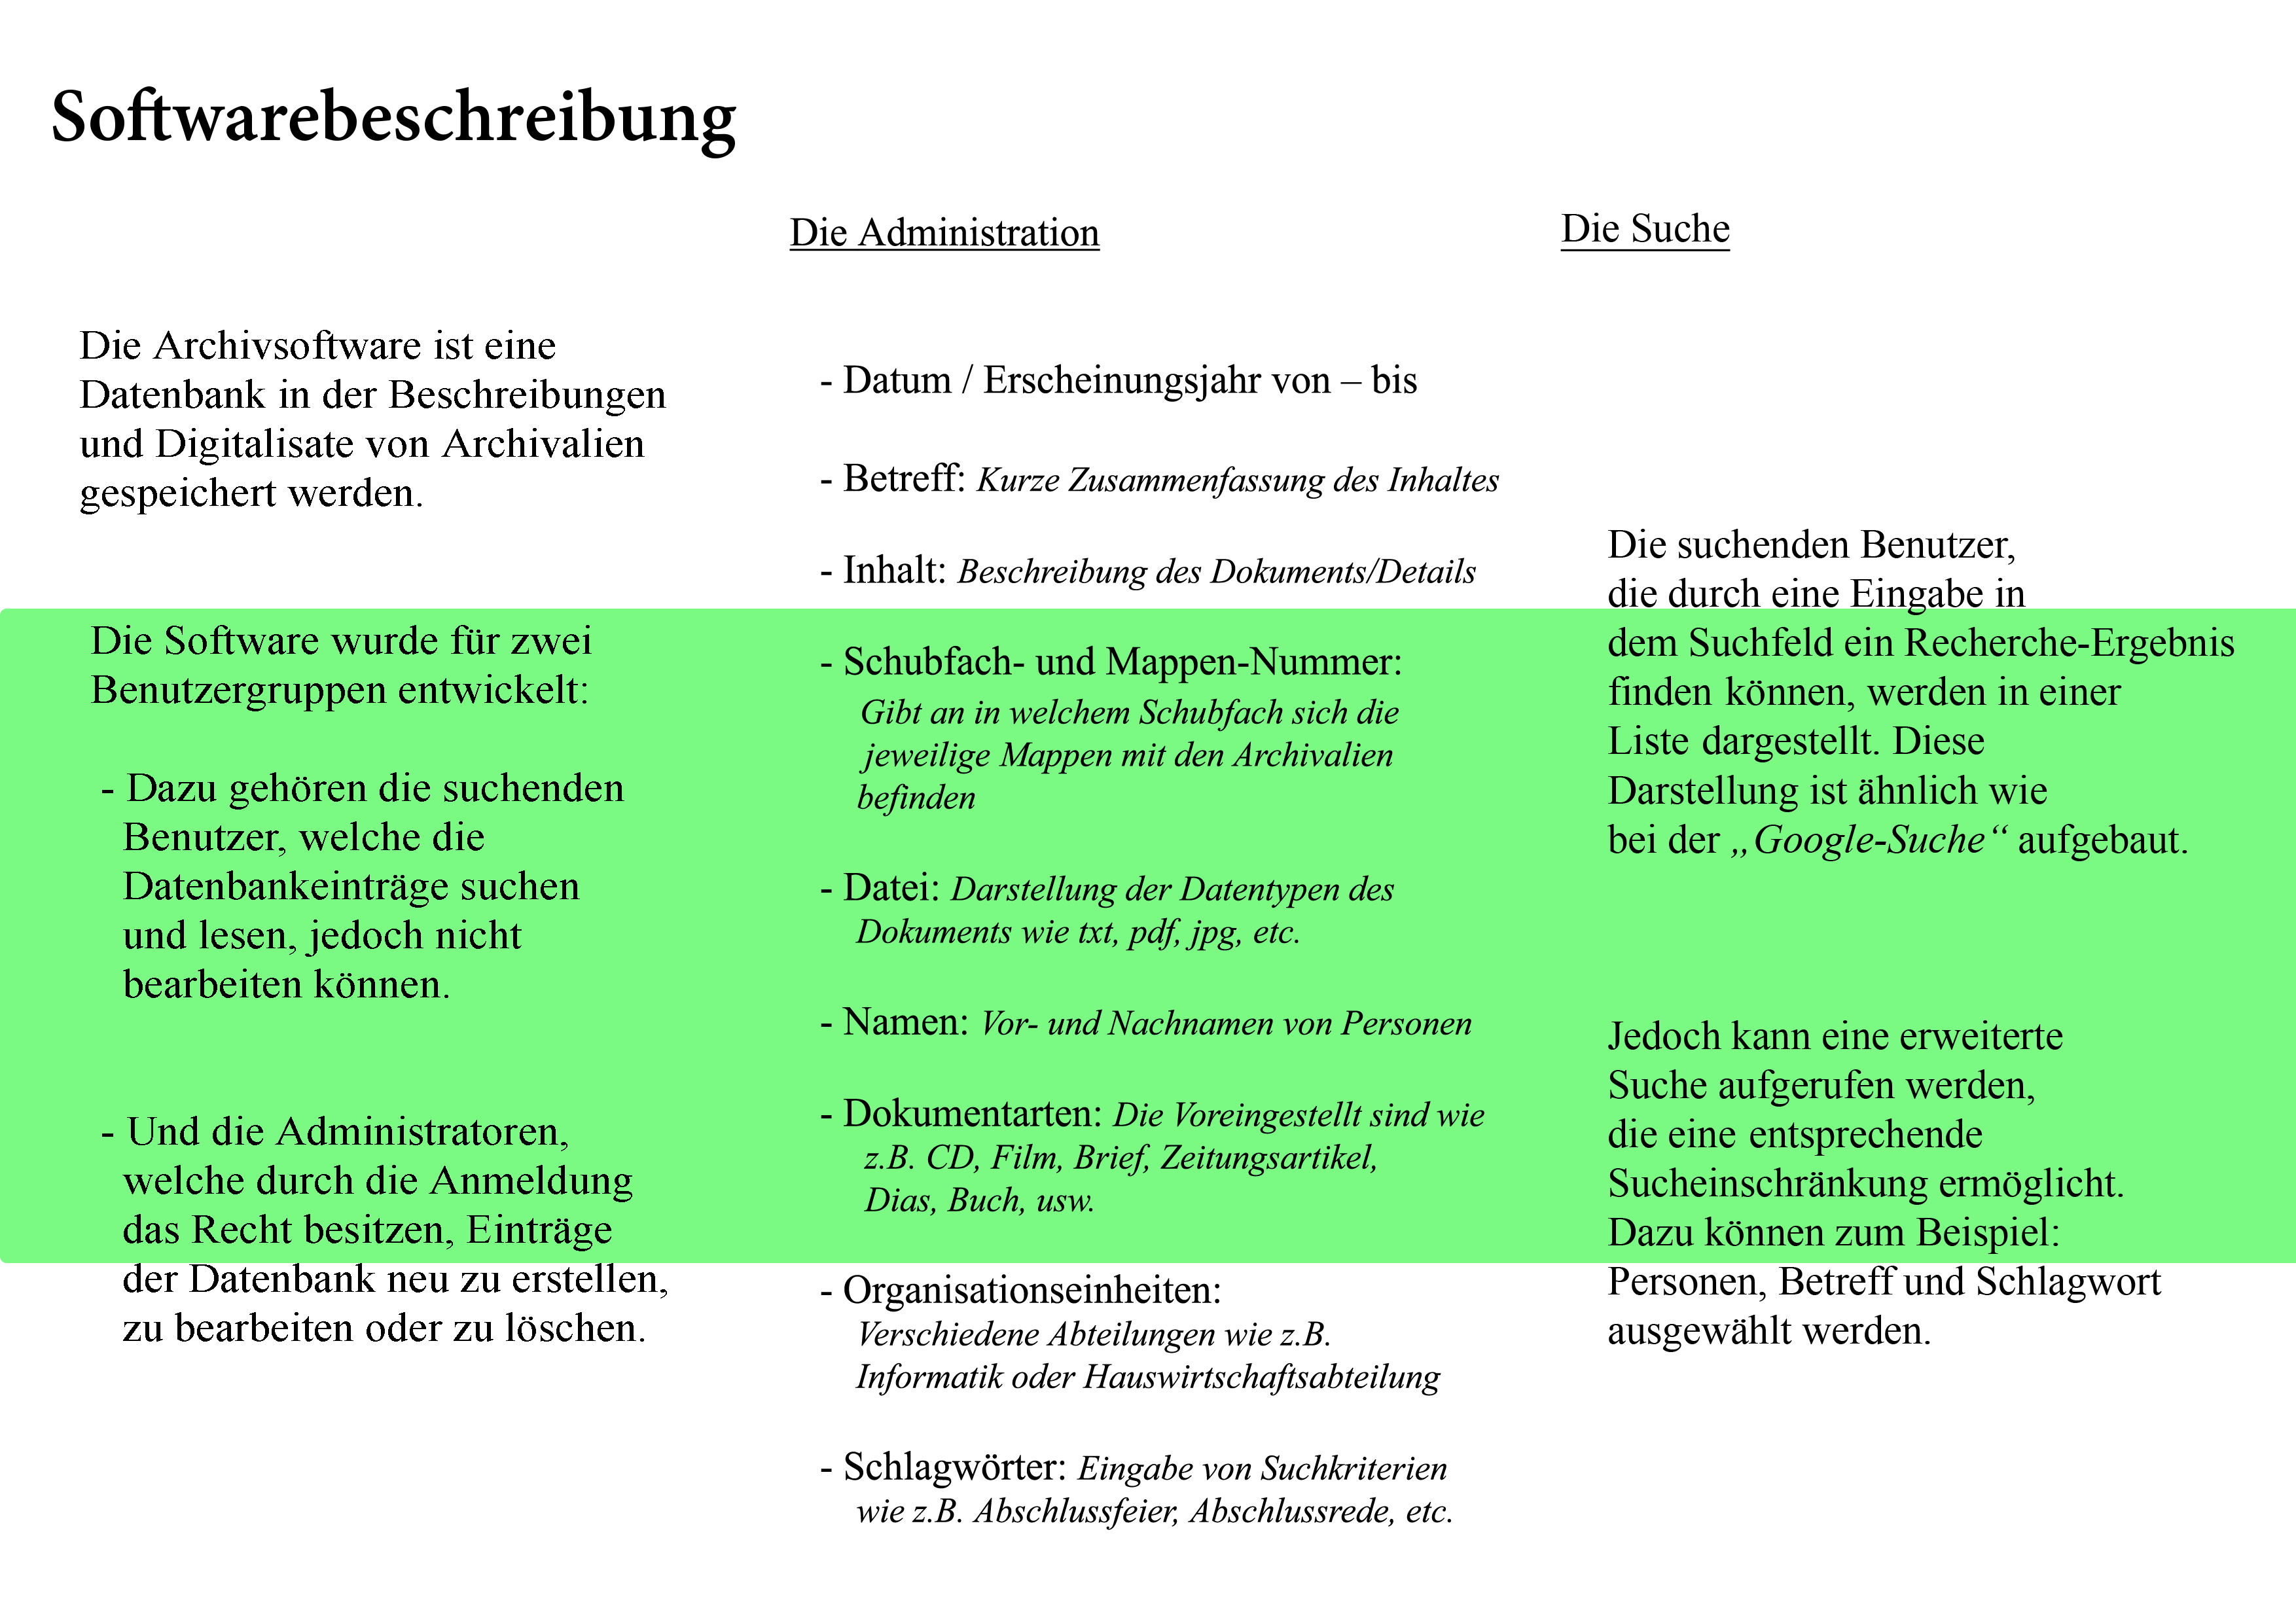 Softwarebeschreibung
Die Archivsoftware ist eine
Datenbank in der Beschreibungen
und Digitalisate von Archivalien
gespeichert werden.
Die Software wurde für zwei
Benutzergruppen entwickelt:
- Dazu gehören die suchenden
Benutzer, welche die
Datenbankeinträge suchen
und lesen, jedoch nicht
bearbeiten können.
- Und die Administratoren,
welche durch die Anmeldung
das Recht besitzen, Einträge
der Datenbank neu zu erstellen,
zu bearbeiten oder zu löschen.
Die Administration
- Datum / Erscheinungsjahr von – bis
- Betreff: Kurze Zusammenfassung des Inhaltes
- Inhalt: Beschreibung des Dokuments/Details
- Schubfach- und Mappen-Nummer:
Gibt an in welchem Schubfach sich die
jeweilige Mappen mit den Archivalien
befinden
- Datei: Darstellung der Datentypen des
Dokuments wie txt, pdf, jpg, etc.
- Namen: Vor- und Nachnamen von Personen
- Dokumentarten: Die Voreingestellt sind wie
z.B. CD, Film, Brief, Zeitungsartikel,
Dias, Buch, usw.
- Organisationseinheiten:
Verschiedene Abteilungen wie z.B.
Informatik oder Hauswirtschaftsabteilung
- Schlagwörter: Eingabe von Suchkriterien
wie z.B. Abschlussfeier, Abschlussrede, etc.
Die Suche
Die suchenden Benutzer,
die durch eine Eingabe in
dem Suchfeld ein Recherche-Ergebnis
finden können, werden in einer
Liste dargestellt. Diese
Darstellung ist ähnlich wie
bei der „Google-Suche“ aufgebaut.
Jedoch kann eine erweiterte
Suche aufgerufen werden,
die eine entsprechende
Sucheinschränkung ermöglicht.
Dazu können zum Beispiel:
Personen, Betreff und Schlagwort
ausgewählt werden.